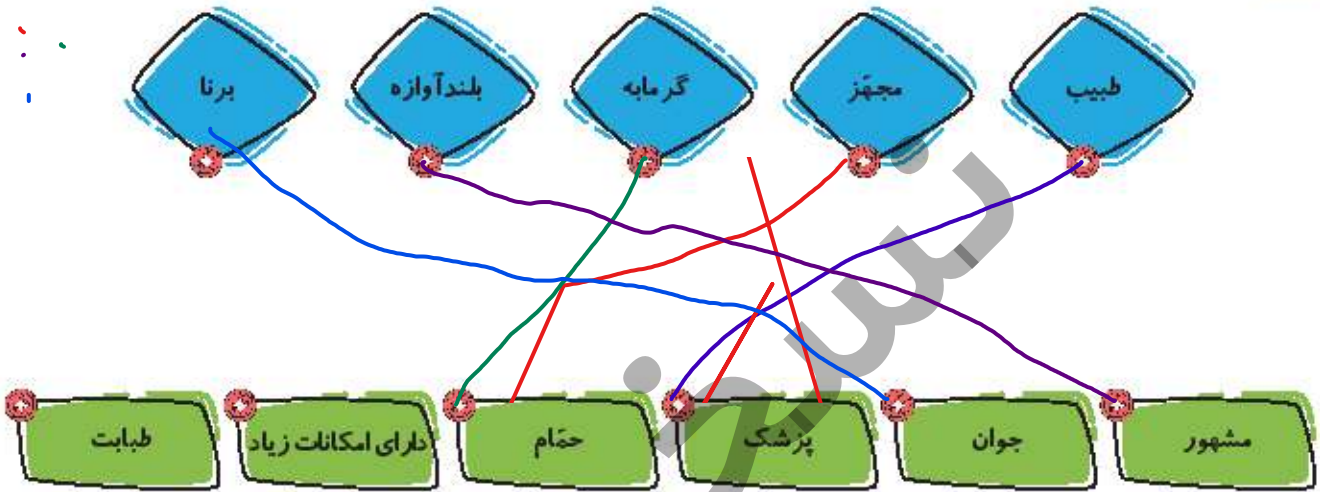 طبیب مجهّز گرمابه بلندآوازه برنا
مشهور جوان پزشک حمّام دارای امکانات زیاد طبابت